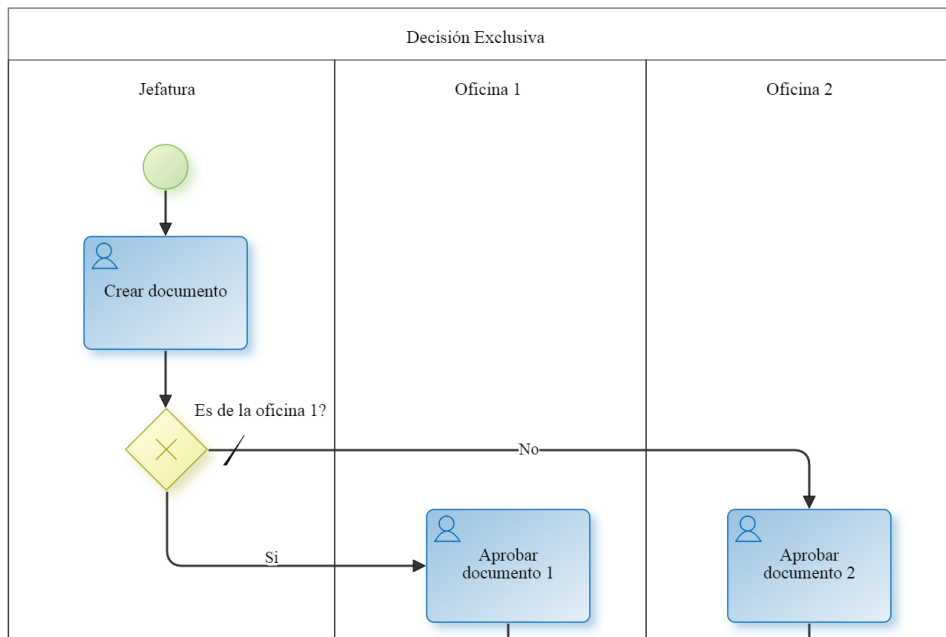 Decisión Exclusiva
Jefatura
Oficina 1
Oficina 2
Crear documento
Es de la oficina 1?
No
Si
Aprobar
documento 1
Aprobar
documento 2